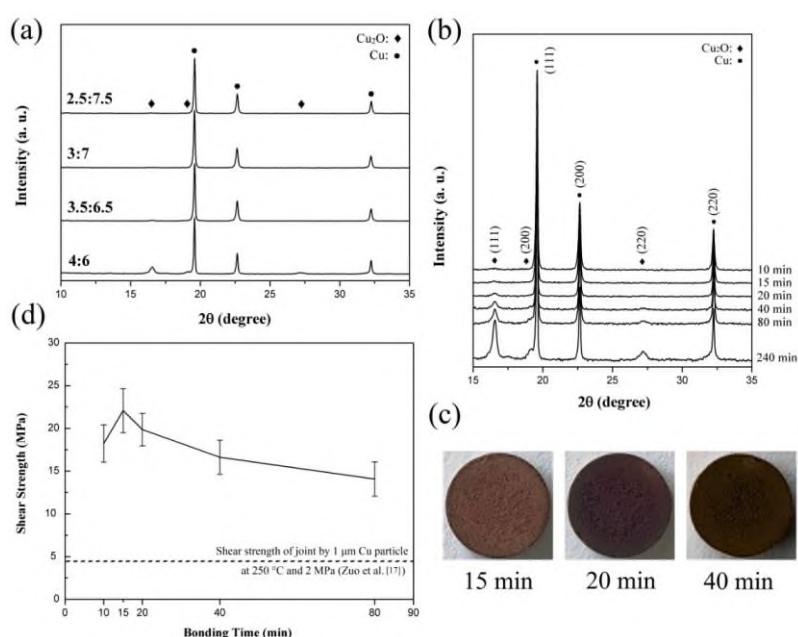 (a)
Cu₂O: ♦
Cu: •
2.5:7.5
3:7
3.5:6.5
4:6
Intensity (a. u.)
10 15 20 25 30 35
2θ (degree)
(b)
Cu₂O: ♦
Cu: •
(111)
(200)
(220)
(111)
(200)
(220)
10 min
15 min
20 min
40 min
80 min
240 min
Intensity (a. u.)
15 20 25 30 35
2θ (degree)
(d)
30
25
20
15
10
5
0
Shear Strength (MPa)
Shear strength of joint by 1 μm Cu particle
at 250 °C and 2 MPa (Zuo et al. [17])
0 10 15 20 40 80 90
Bonding Time (min)
(c)
15 min
20 min
40 min